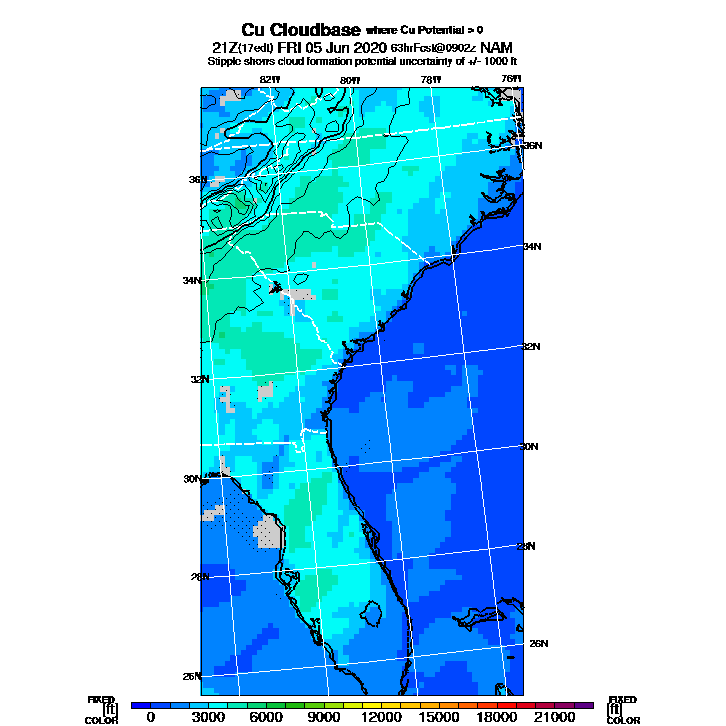 Cu Cloudbase where Cu Potential > 0
21Z(17edt) FRI 05 Jun 2020 63hrFcst@0902z NAM
Stipple shows cloud formation potential uncertainty of +/- 1000 ft
82W 80W 78W 76W
36N
36N
34N
34N
32N
32N
30N
30N
28N
28N
26N
26N
FIXED [ft] COLOR
0 3000 6000 9000 12000 15000 18000 21000
FIXED [ft] COLOR